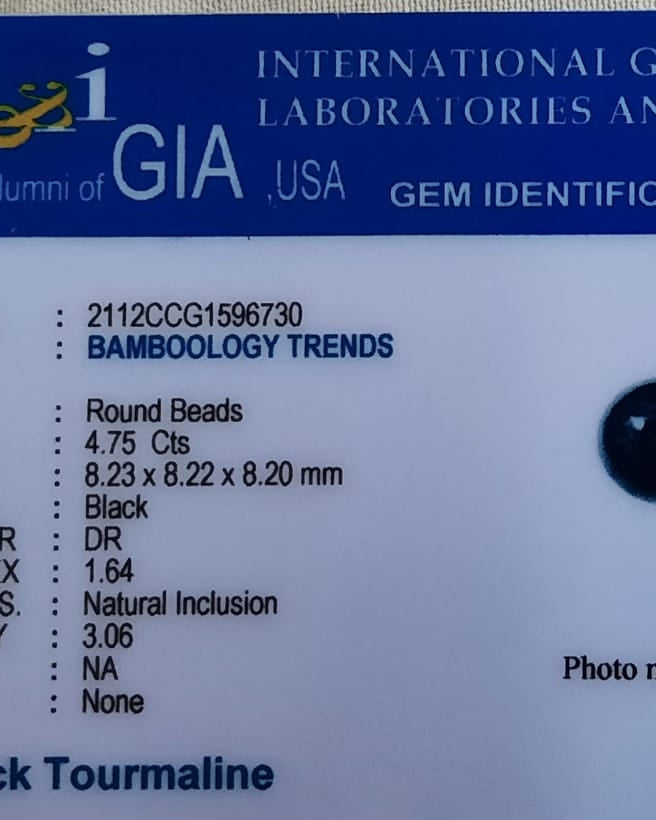 i
INTERNATIONAL G
LABORATORIES AN
lumni of GIA ,USA
GEM IDENTIFIC
: 2112CCG1596730
: BAMBOOLOGY TRENDS
: Round Beads
: 4.75 Cts
: 8.23 x 8.22 x 8.20 mm
: Black
R : DR
X : 1.64
S. : Natural Inclusion
Y : 3.06
: NA
: None
Photo
ck Tourmaline